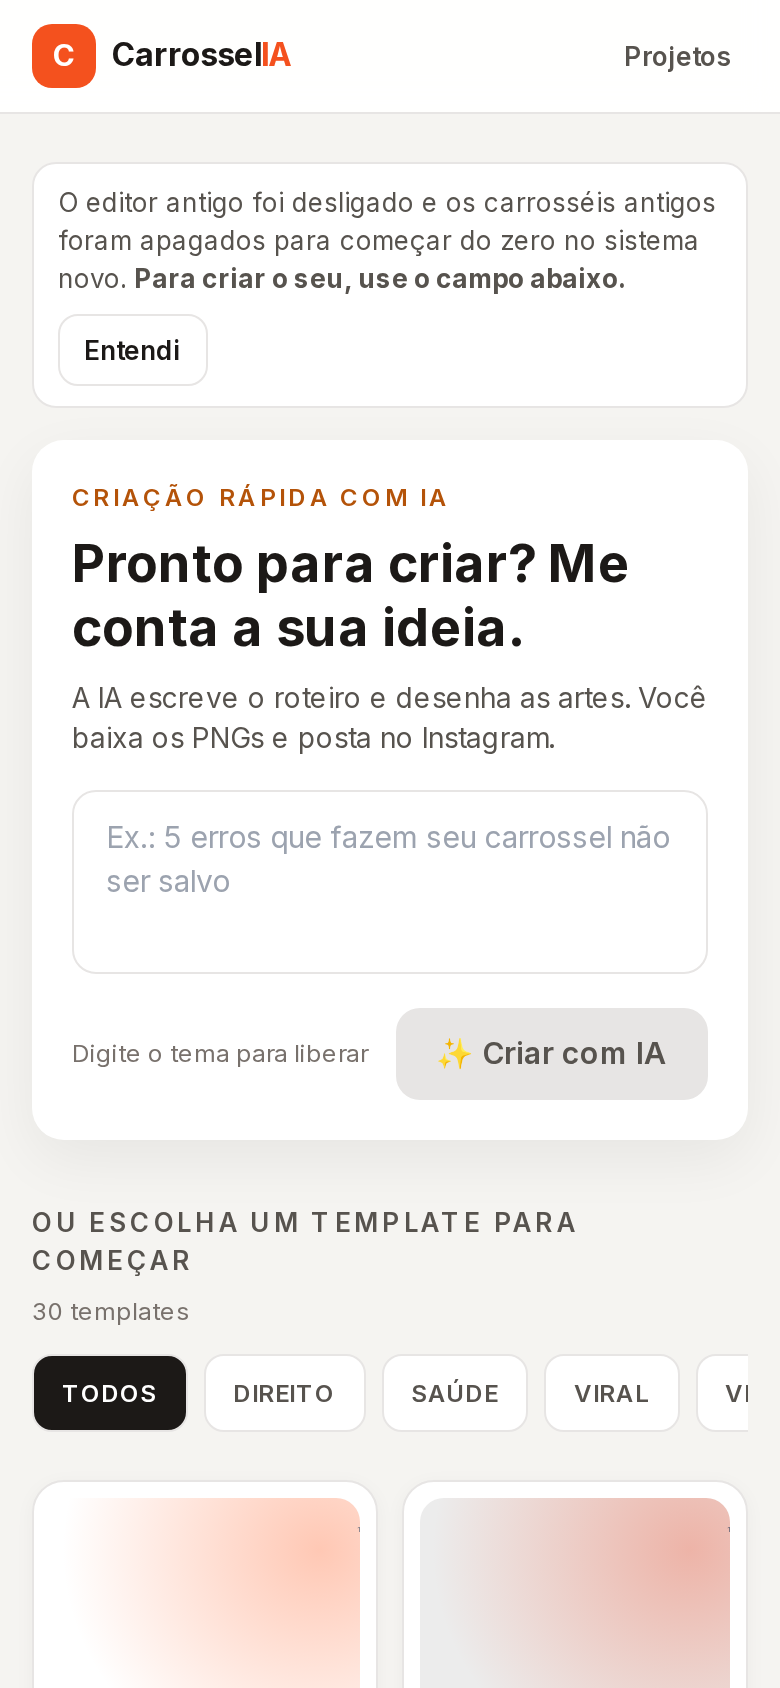 C CarrosselIA
Projetos
O editor antigo foi desligado e os carrosséis antigos
foram apagados para começar do zero no sistema
novo. Para criar o seu, use o campo abaixo.
Entendi
CRIAÇÃO RÁPIDA COM IA
Pronto para criar? Me
conta a sua ideia.
A IA escreve o roteiro e desenha as artes. Você
baixa os PNGs e posta no Instagram.
Ex.: 5 erros que fazem seu carrossel não
ser salvo
Digite o tema para liberar
✨ Criar com IA
OU ESCOLHA UM TEMPLATE PARA
COMEÇAR
30 templates
TODOS
DIREITO
SAÚDE
VIRAL